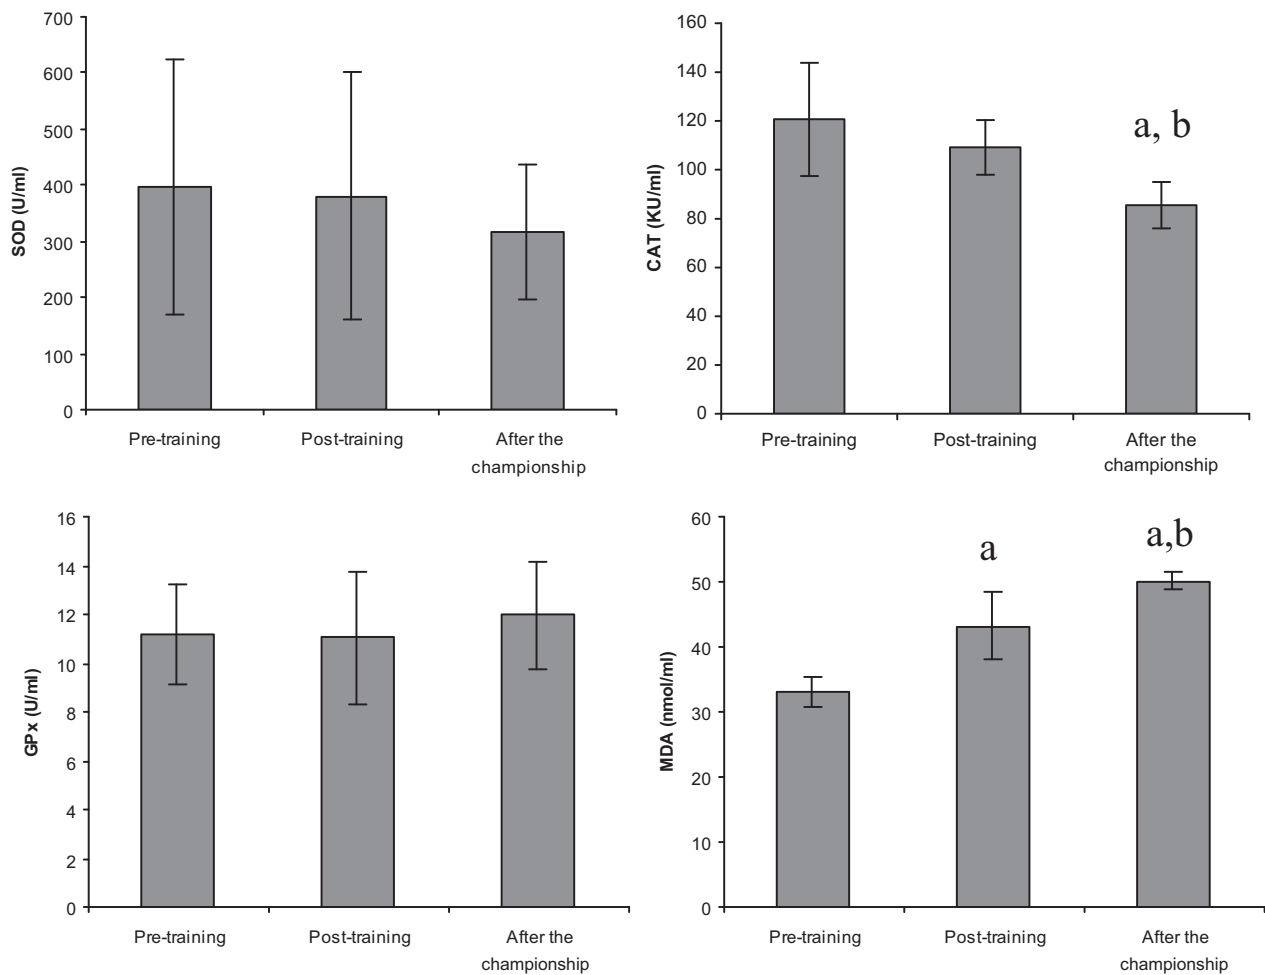 700
600
500
400
300
200
100
0
SOD (U/ml)
Pre-training
Post-training
After the
championship
160
140
120
100
80
60
40
20
0
CAT (KU/ml)
a, b
Pre-training
Post-training
After the
championship
16
14
12
10
8
6
4
2
0
GPx (U/ml)
Pre-training
Post-training
After the
championship
60
50
40
30
20
10
0
MDA (nmol/ml)
a
a,b
Pre-training
Post-training
After the
championship